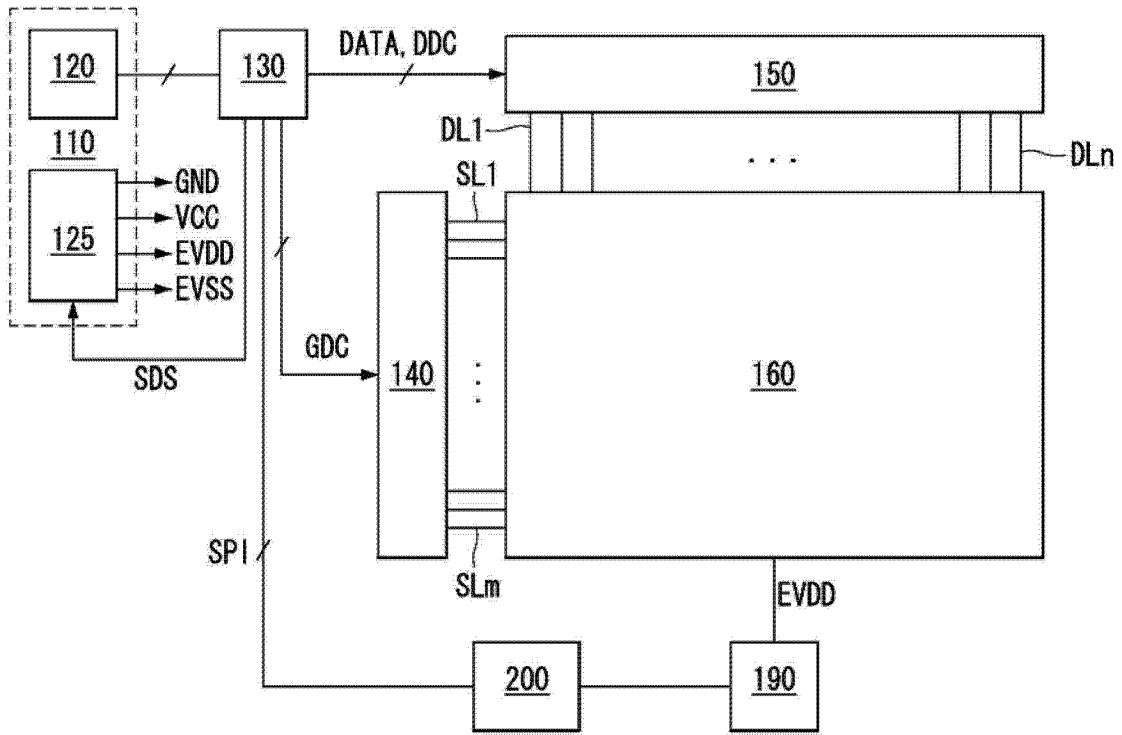 120
130
DATA, DDC
150
110
DL1
DLn
125
GND
VCC
EVDD
EVSS
SL1
SDS
GDC
140
160
SPI
SLm
EVDD
200
190